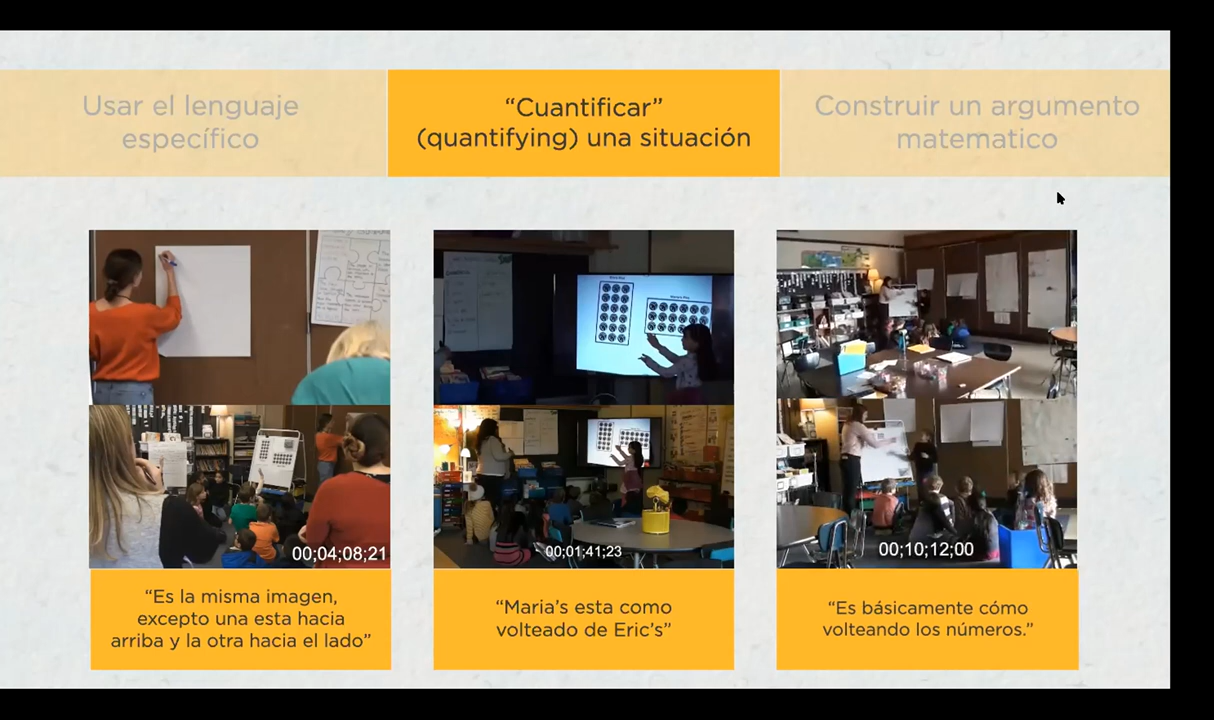 Usar el lenguaje
específico
“Cuantificar”
(quantifying) una situación
Construir un argumento
matematico
00;04;08;21
00;01;41;23
00;10;12;00
“Es la misma imagen,
excepto una esta hacia
arriba y la otra hacia el lado”
“Maria’s esta como
volteado de Eric’s”
“Es básicamente cómo
volteando los números.”